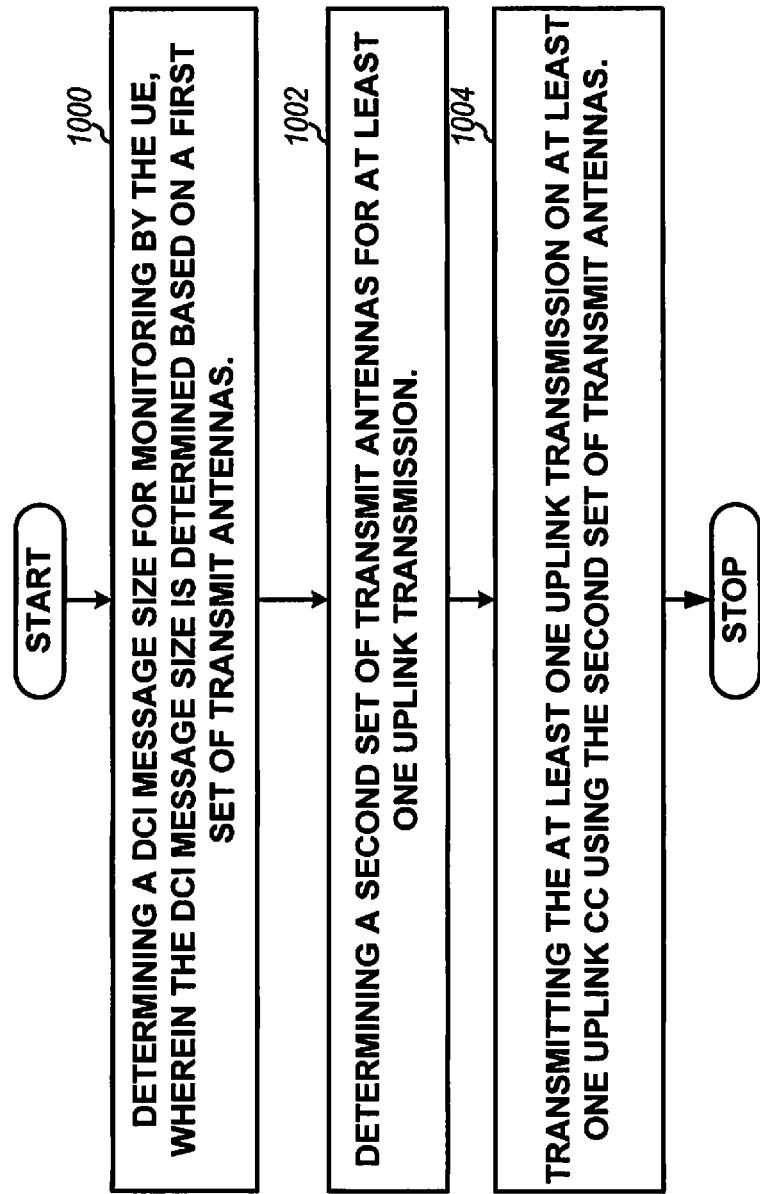 START
1000
DETERMINING A DCI MESSAGE SIZE FOR MONITORING BY THE UE,
WHEREIN THE DCI MESSAGE SIZE IS DETERMINED BASED ON A FIRST
SET OF TRANSMIT ANTENNAS.
1002
DETERMINING A SECOND SET OF TRANSMIT ANTENNAS FOR AT LEAST
ONE UPLINK TRANSMISSION.
1004
TRANSMITTING THE AT LEAST ONE UPLINK TRANSMISSION ON AT LEAST
ONE UPLINK CC USING THE SECOND SET OF TRANSMIT ANTENNAS.
STOP